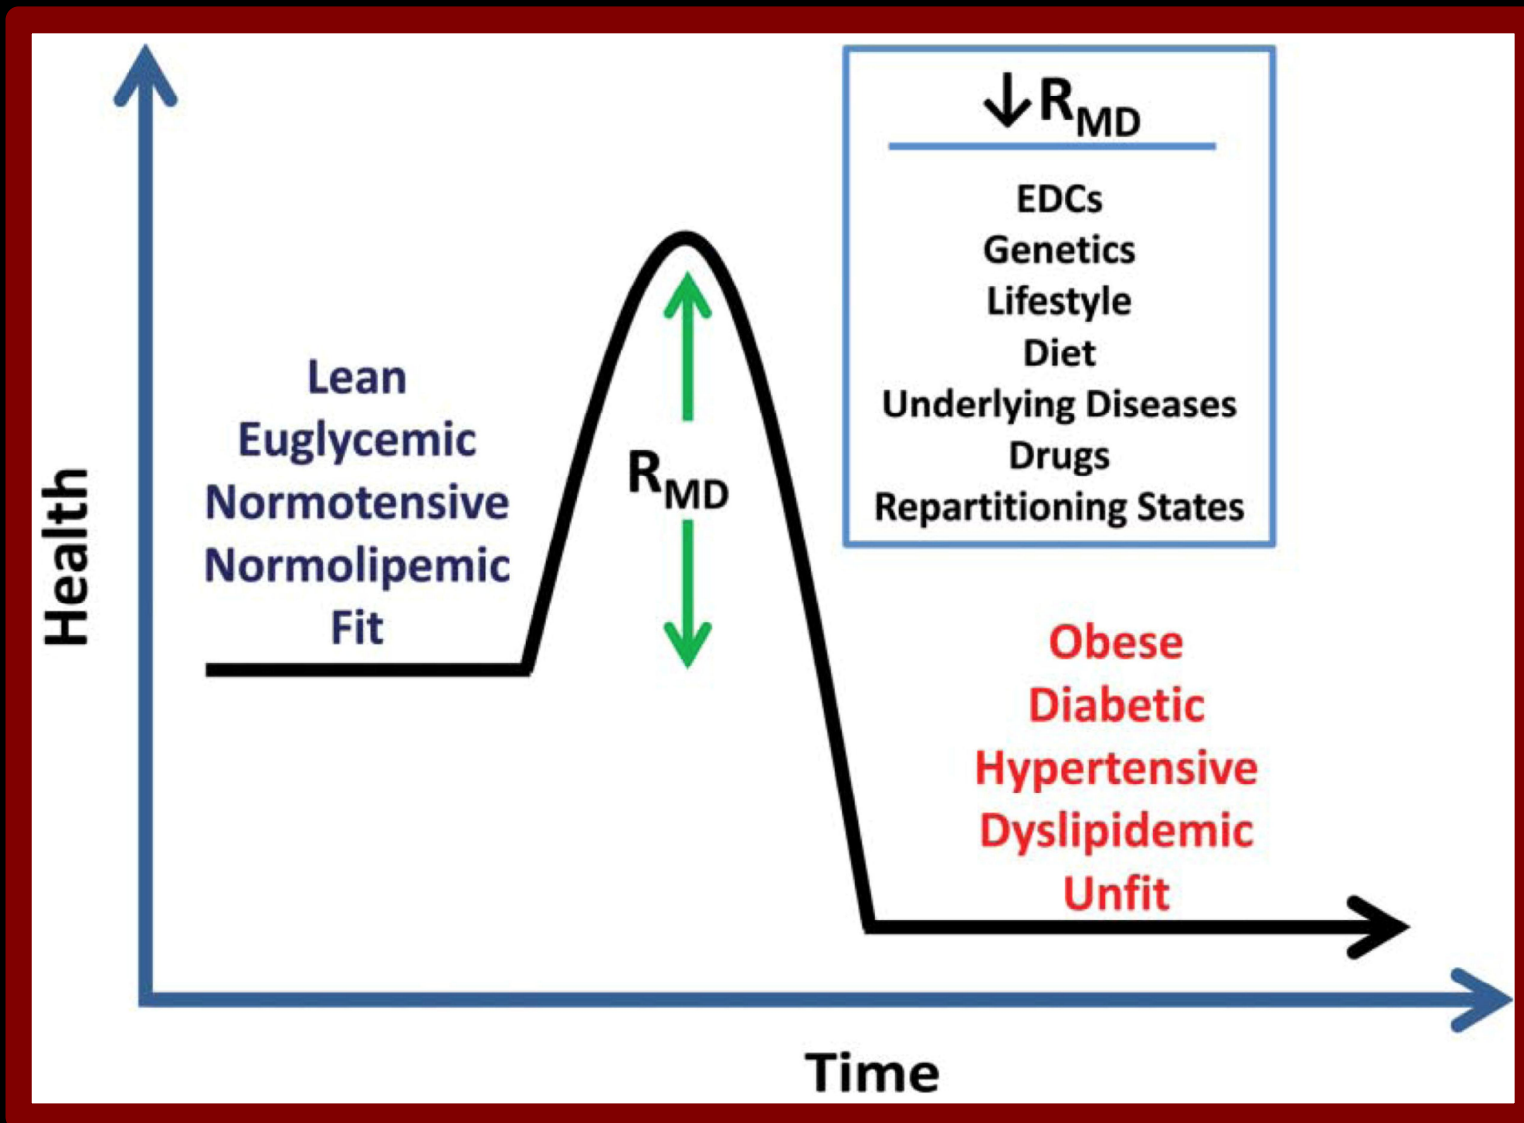 Health
Lean
Euglycemic
Normotensive
Normolipemic
Fit
RMD
↓RMD
EDCs
Genetics
Lifestyle
Diet
Underlying Diseases
Drugs
Repartitioning States
Obese
Diabetic
Hypertensive
Dyslipidemic
Unfit
Time